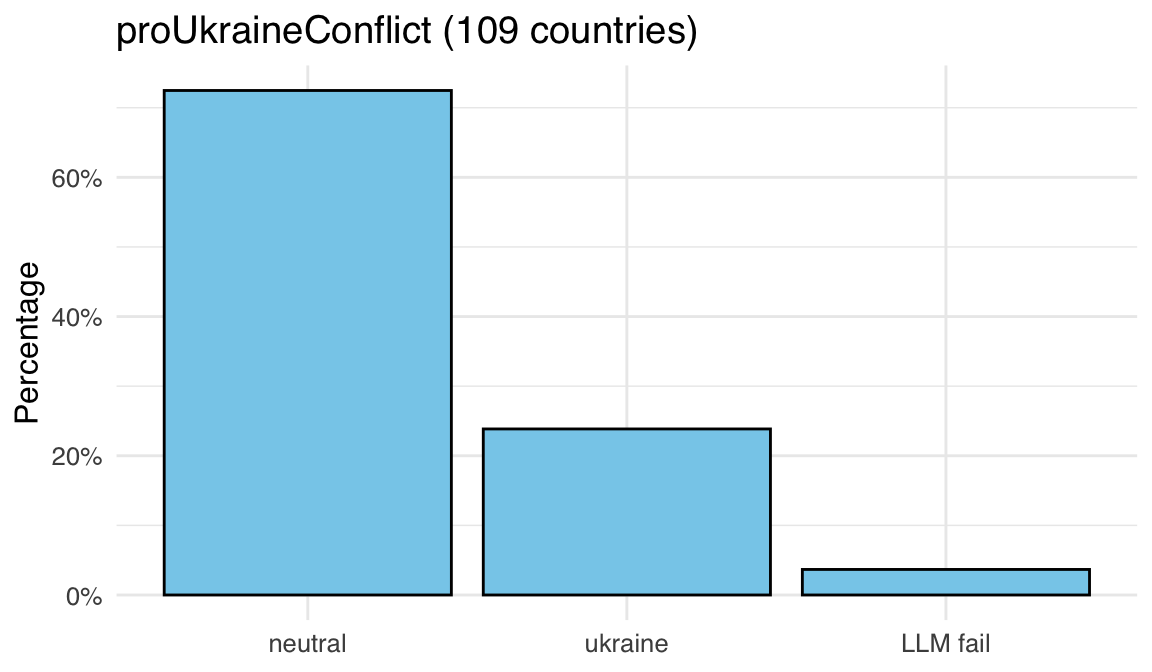 proUkraineConflict (109 countries)
Percentage
60%
40%
20%
0%
neutral
ukraine
LLM fail